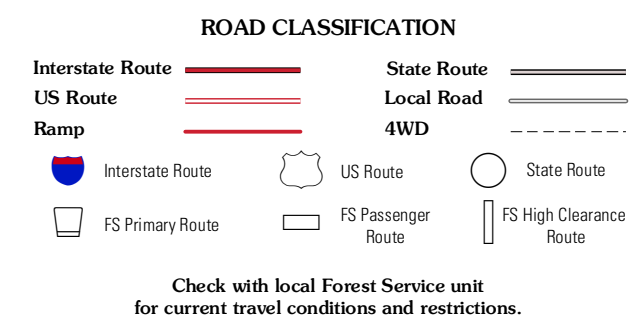 ROAD CLASSIFICATION
Interstate Route
State Route
US Route
Local Road
Ramp
4WD
Interstate Route
US Route
State Route
FS Primary Route
FS Passenger
Route
FS High Clearance
Route
Check with local Forest Service unit
for current travel conditions and restrictions.